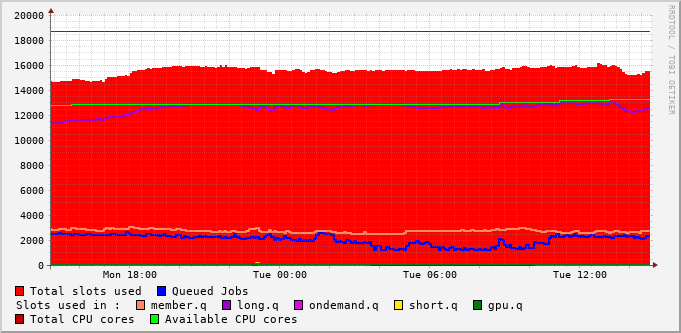 20000
18000
16000
14000
12000
10000
8000
6000
4000
2000
0
Mon 18:00 Tue 00:00 Tue 06:00 Tue 12:00
Total slots used Queued Jobs
Slots used in : member.q long.q ondemand.q short.q gpu.q
Total CPU cores Available CPU cores
RRDTOOL / TOBI OETIKER